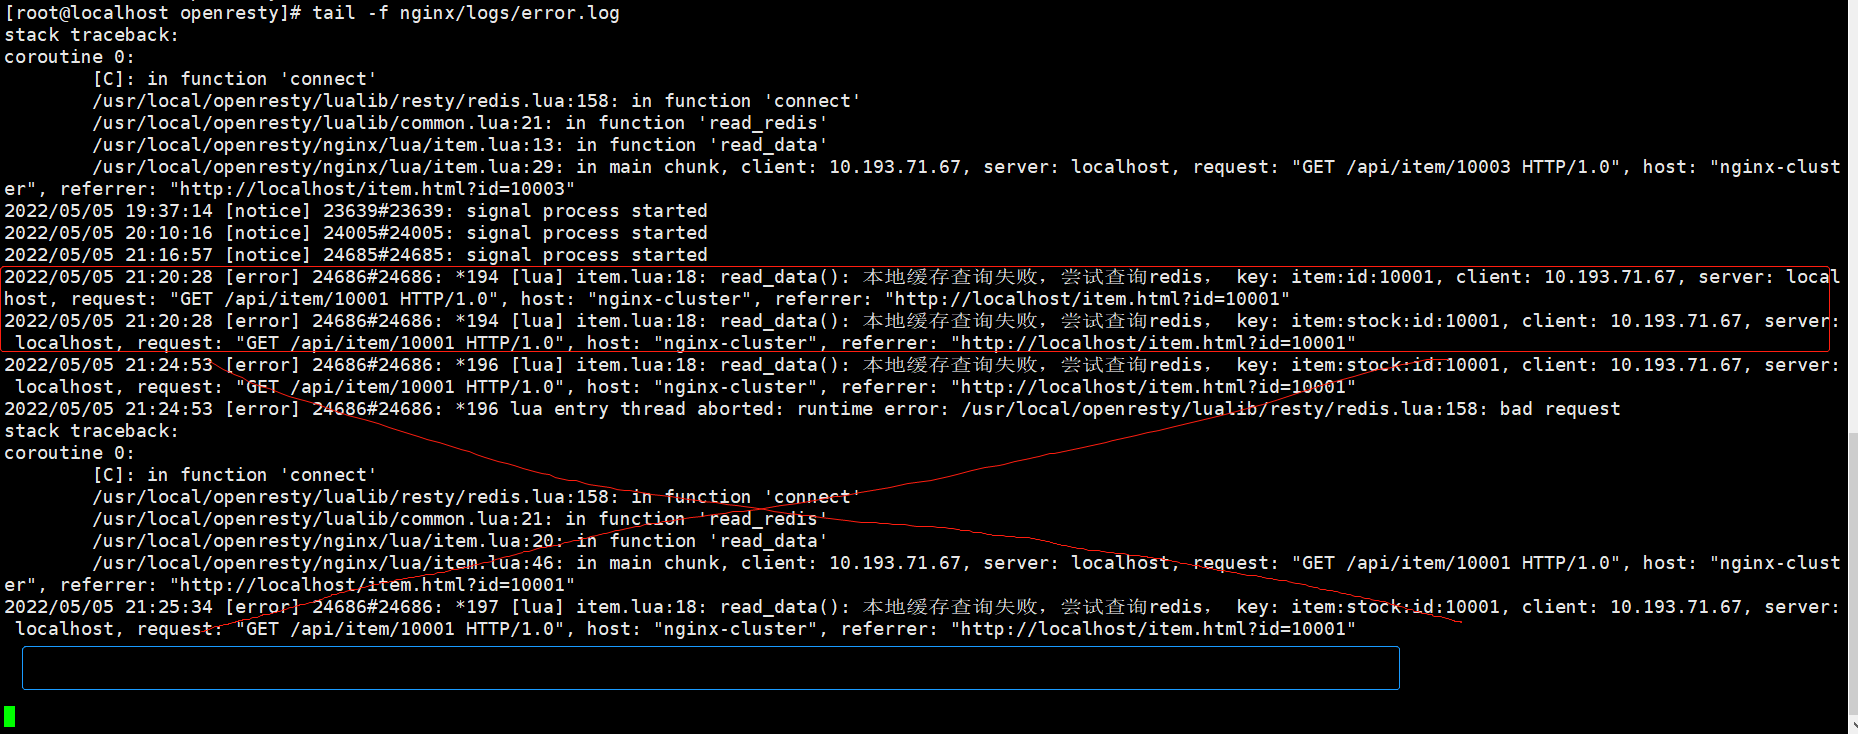 [root@localhost openresty]# tail -f nginx/logs/error.log
stack traceback:
coroutine 0:
        [C]: in function 'connect'
        /usr/local/openresty/lualib/resty/redis.lua:158: in function 'connect'
        /usr/local/openresty/lualib/common.lua:21: in function 'read_redis'
        /usr/local/openresty/nginx/lua/item.lua:13: in function 'read_data'
        /usr/local/openresty/nginx/lua/item.lua:29: in main chunk, client: 10.193.71.67, server: localhost, request: "GET /api/item/10003 HTTP/1.0", host: "nginx-clust
er", referrer: "http://localhost/item.html?id=10003"
2022/05/05 19:37:14 [notice] 23639#23639: signal process started
2022/05/05 20:10:16 [notice] 24005#24005: signal process started
2022/05/05 21:16:57 [notice] 24685#24685: signal process started
2022/05/05 21:20:28 [error] 24686#24686: *194 [lua] item.lua:18: read_data(): 本地缓存查询失败，尝试查询redis， key: item:id:10001, client: 10.193.71.67, server: local
host, request: "GET /api/item/10001 HTTP/1.0", host: "nginx-cluster", referrer: "http://localhost/item.html?id=10001"
2022/05/05 21:20:28 [error] 24686#24686: *194 [lua] item.lua:18: read_data(): 本地缓存查询失败，尝试查询redis， key: item:stock:id:10001, client: 10.193.71.67, server:
 localhost, request: "GET /api/item/10001 HTTP/1.0", host: "nginx-cluster", referrer: "http://localhost/item.html?id=10001"
2022/05/05 21:24:53 [error] 24686#24686: *196 [lua] item.lua:18: read_data(): 本地缓存查询失败，尝试查询redis， key: item:stock:id:10001, client: 10.193.71.67, server:
 localhost, request: "GET /api/item/10001 HTTP/1.0", host: "nginx-cluster", referrer: "http://localhost/item.html?id=10001"
2022/05/05 21:24:53 [error] 24686#24686: *196 lua entry thread aborted: runtime error: /usr/local/openresty/lualib/resty/redis.lua:158: bad request
stack traceback:
coroutine 0:
        [C]: in function 'connect'
        /usr/local/openresty/lualib/resty/redis.lua:158: in function 'connect'
        /usr/local/openresty/lualib/common.lua:21: in function 'read_redis'
        /usr/local/openresty/nginx/lua/item.lua:20: in function 'read_data'
        /usr/local/openresty/nginx/lua/item.lua:46: in main chunk, client: 10.193.71.67, server: localhost, request: "GET /api/item/10001 HTTP/1.0", host: "nginx-clust
er", referrer: "http://localhost/item.html?id=10001"
2022/05/05 21:25:34 [error] 24686#24686: *197 [lua] item.lua:18: read_data(): 本地缓存查询失败，尝试查询redis， key: item:stock:id:10001, client: 10.193.71.67, server:
 localhost, request: "GET /api/item/10001 HTTP/1.0", host: "nginx-cluster", referrer: "http://localhost/item.html?id=10001"